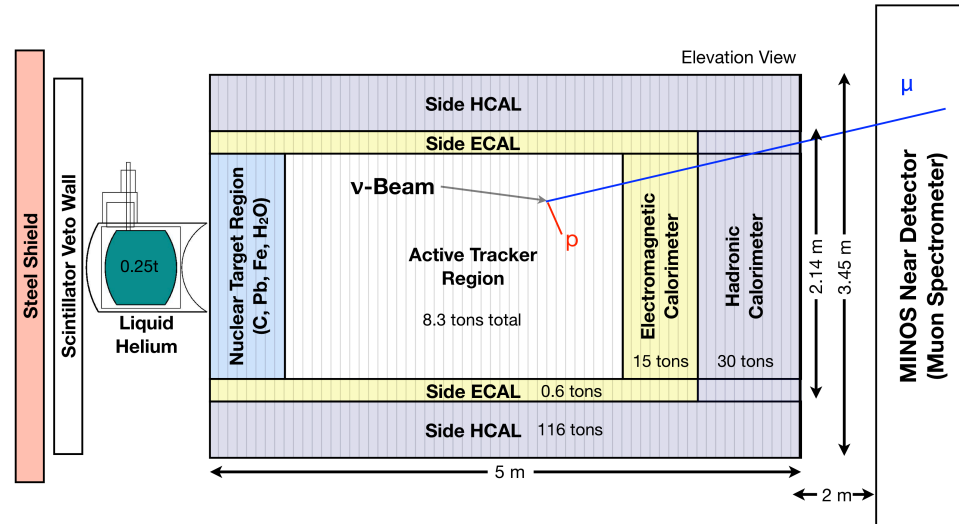 Elevation View
Steel Shield
Scintillator Veto Wall
0.25t
Liquid
Helium
Side HCAL
Side ECAL
Nuclear Target Region
(C, Pb, Fe, H₂O)
ν-Beam
p
μ
Active Tracker
Region
8.3 tons total
Electromagnetic
Calorimeter
15 tons
Hadronic
Calorimeter
30 tons
Side ECAL 0.6 tons
Side HCAL 116 tons
5 m
2.14 m
3.45 m
2 m
MINOS Near Detector
(Muon Spectrometer)